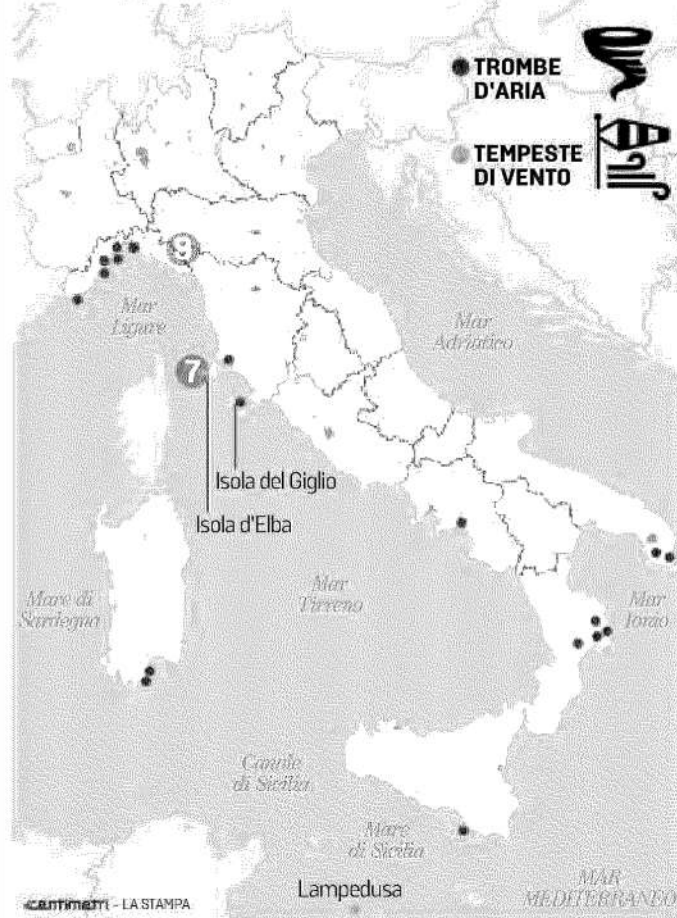 TROMBE
D'ARIA
TEMPESTE
DI VENTO
9
Mar
Ligure
Mar
Adriatico
7
Isola del Giglio
Isola d'Elba
Mare di
Sardegna
Mar
Tirreno
Mar
Ionio
Canale
di Sicilia
Mare
di Sicilia
Lampedusa
MAR
MEDITERRANEO
centimetri - LA STAMPA